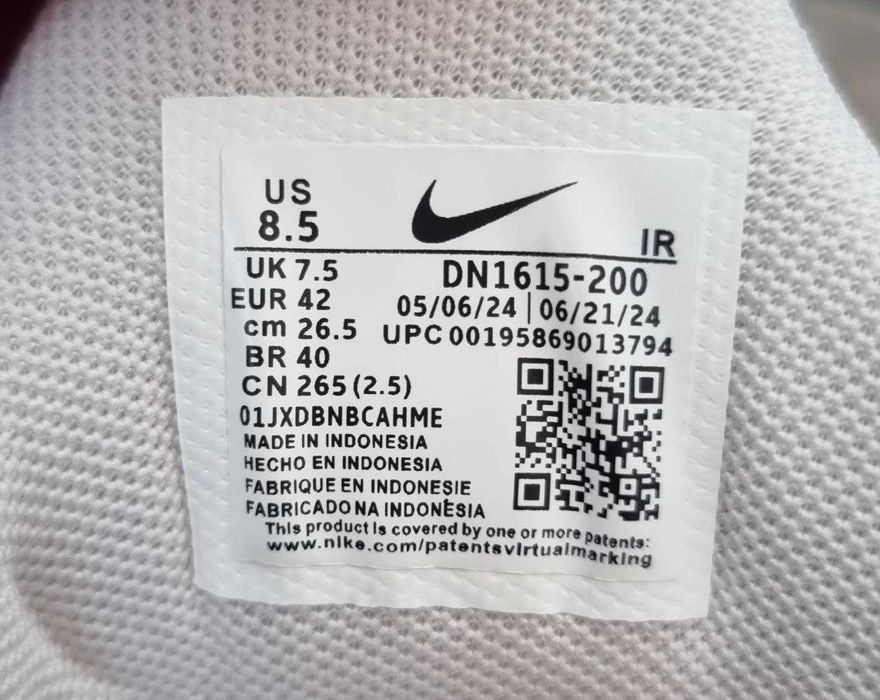 US
8.5
IR
UK 7.5
DN1615-200
EUR 42
05/06/24 | 06/21/24
cm 26.5
UPC 00195869013794
BR 40
CN 265 (2.5)
01JXDBNBCAHME
MADE IN INDONESIA
HECHO EN INDONESIA
FABRIQUE EN INDONESIE
FABRICADO NA INDONÉSIA
This product is covered by one or more patents:
www.nike.com/patentsvirtualmarking